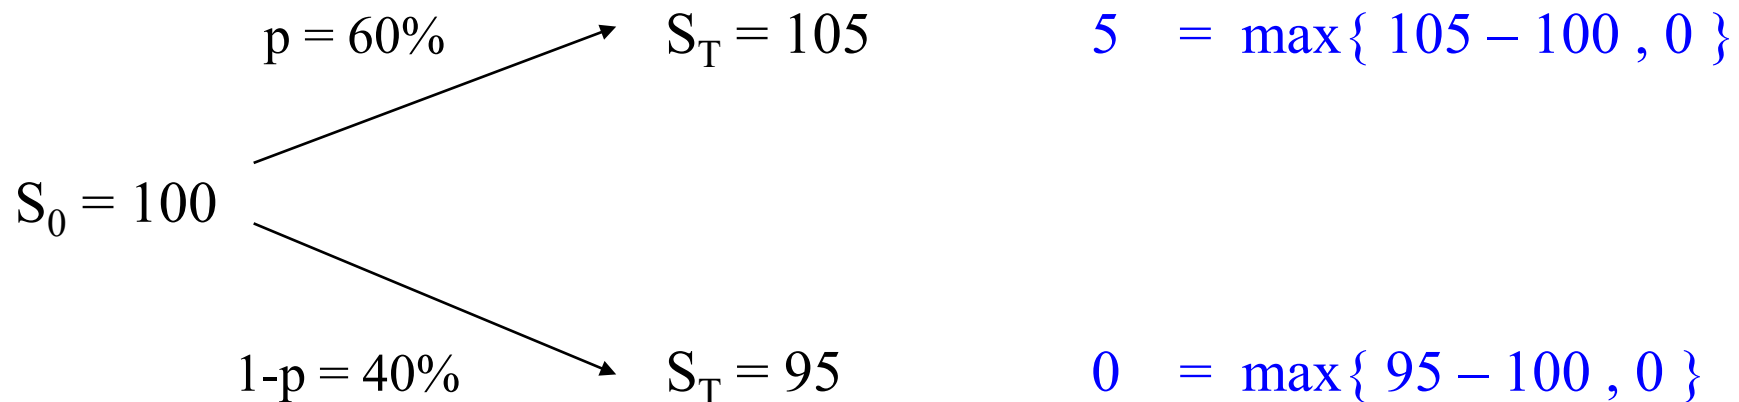 p = 60% S_T = 105 5 = max{ 105 – 100 , 0 }
S_0 = 100
1-p = 40% S_T = 95 0 = max{ 95 – 100 , 0 }